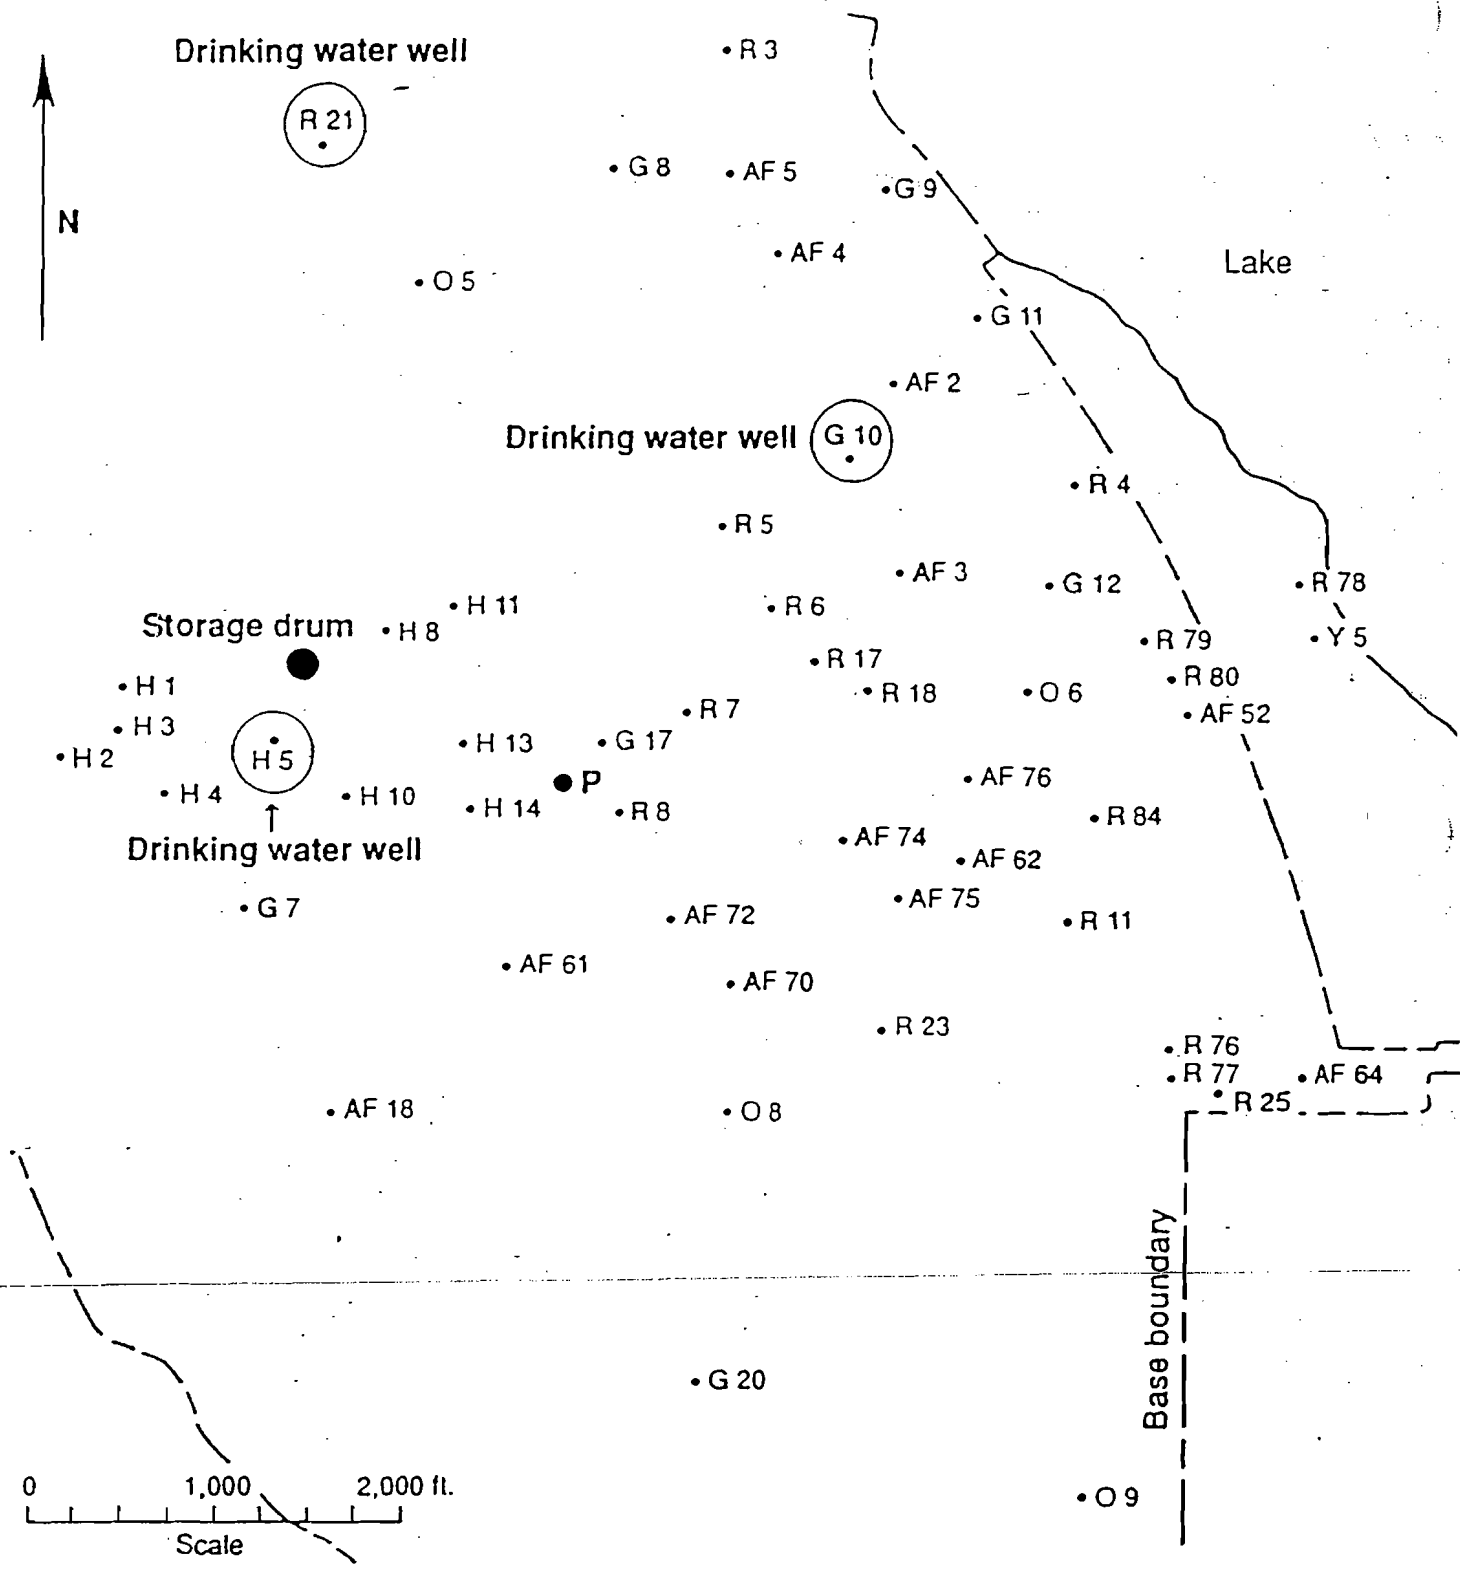 Drinking water well
R 3
R 21
G 8
AF 5
G 9
N
AF 4
Lake
O 5
G 11
AF 2
Drinking water well
G 10
R 4
R 5
AF 3
G 12
R 78
H 11
R 6
Storage drum
H 8
R 79
Y 5
R 17
R 80
H 1
R 18
O 6
R 7
AF 52
H 3
H 13
G 17
H 2
H 5
P
AF 76
H 4
H 10
H 14
R 8
R 84
Drinking water well
AF 74
AF 62
AF 75
G 7
AF 72
R 11
AF 61
AF 70
R 23
R 76
R 77
AF 64
R 25
AF 18
O 8
Base boundary
G 20
0 1,000 2,000 ft.
O 9
Scale